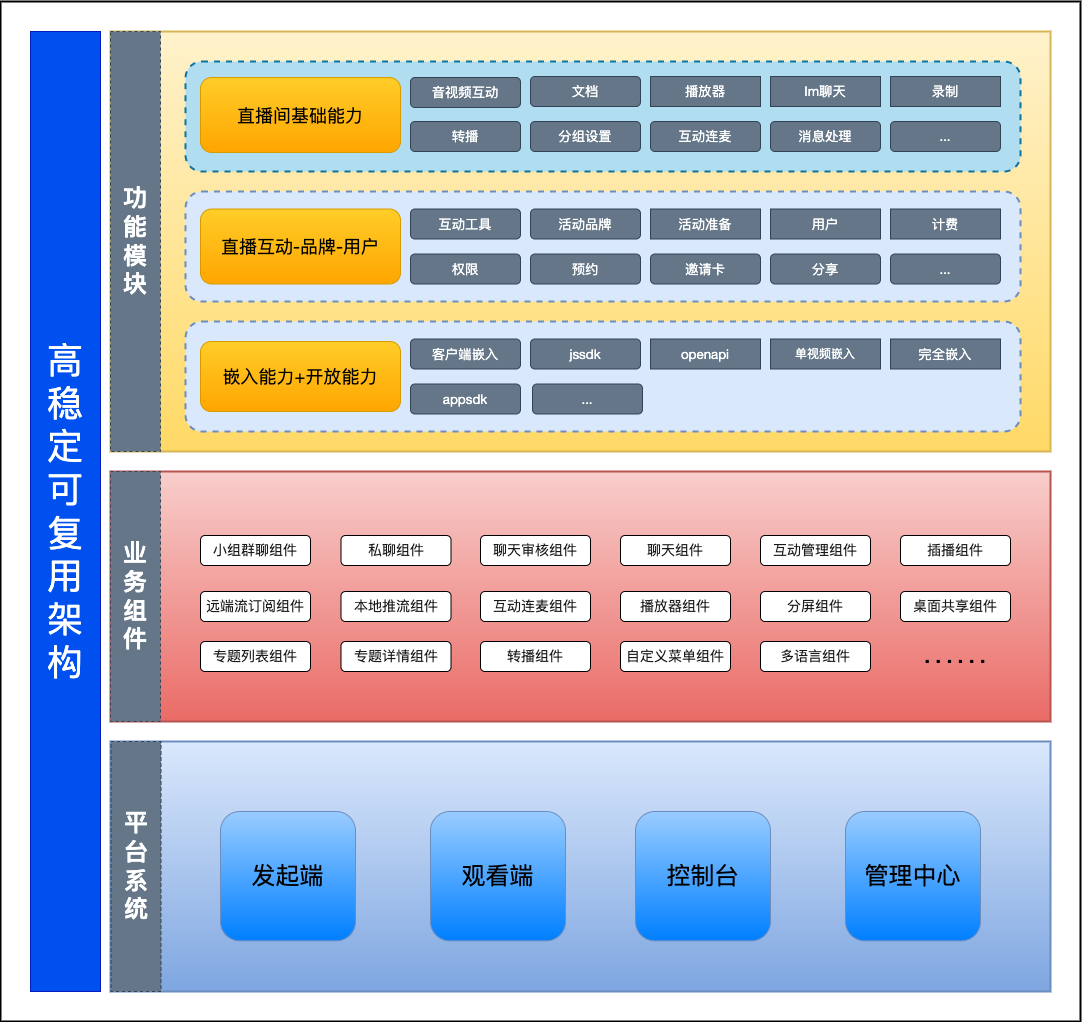 高稳定可复用架构
功能模块
直播间基础能力
音视频互动
文档
播放器
Im聊天
录制
转播
分组设置
互动连麦
消息处理
...
直播互动-品牌-用户
互动工具
活动品牌
活动准备
用户
计费
权限
预约
邀请卡
分享
...
嵌入能力+开放能力
客户端嵌入
jssdk
openapi
单视频嵌入
完全嵌入
appsdk
...
业务组件
小组群聊组件
私聊组件
聊天审核组件
聊天组件
互动管理组件
插播组件
远端流订阅组件
本地推流组件
互动连麦组件
播放器组件
分屏组件
桌面共享组件
专题列表组件
专题详情组件
转播组件
自定义菜单组件
多语言组件
......
平台系统
发起端
观看端
控制台
管理中心